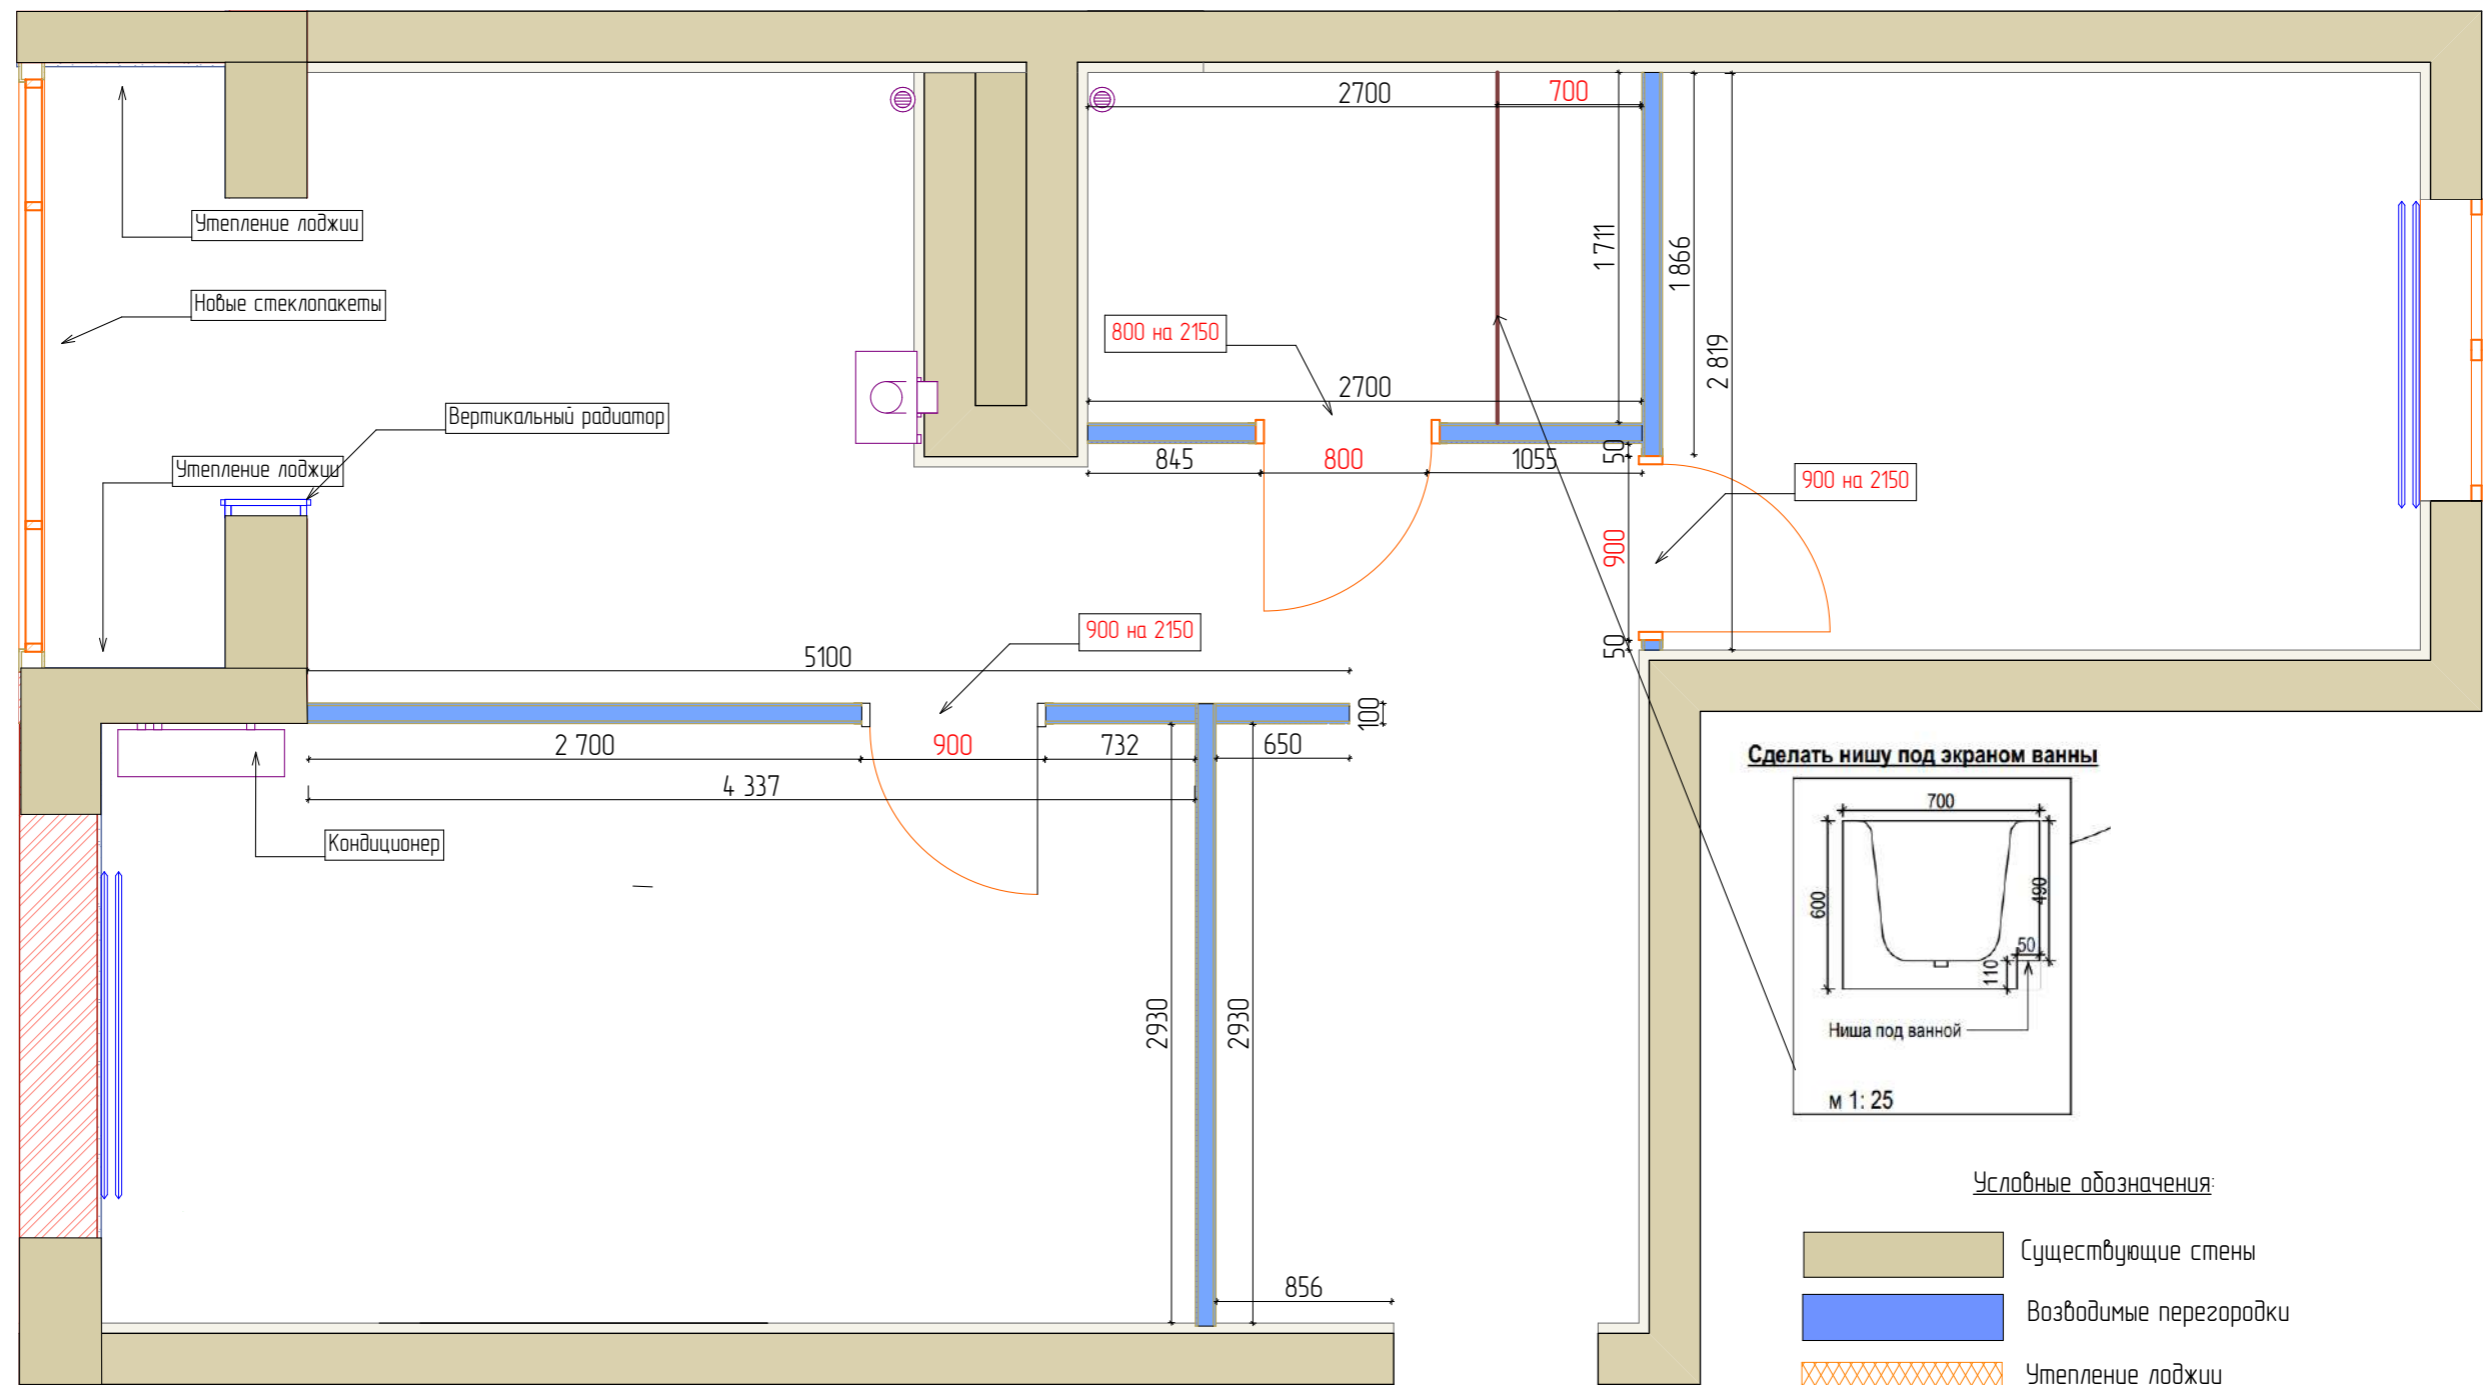 2700
700
Утепление лоджии
1 711
1 866
Новые стеклопакеты
800 на 2150
2 819
2700
Вертикальный радиатор
Утепление лоджии
845
800
1055
50
900 на 2150
900
900 на 2150
50
5100
100
2 700
900
732
650
4 337
Кондиционер
2930
2930
856
Сделать нишу под экраном ванны
700
600
490
50
110
Ниша под ванной
м 1: 25
Условные обозначения:
Существующие стены
Возводимые перегородки
Утепление лоджии